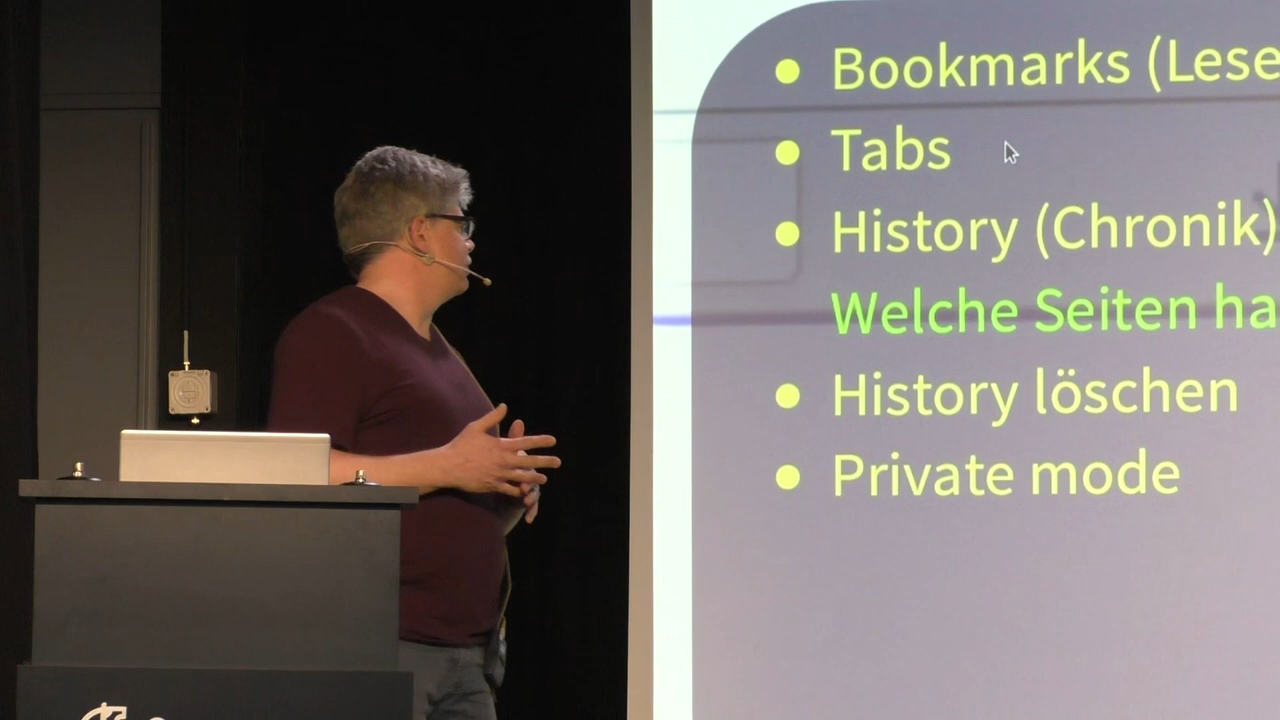 Bookmarks (Lese
Tabs
History (Chronik)
Welche Seiten ha
History löschen
Private mode